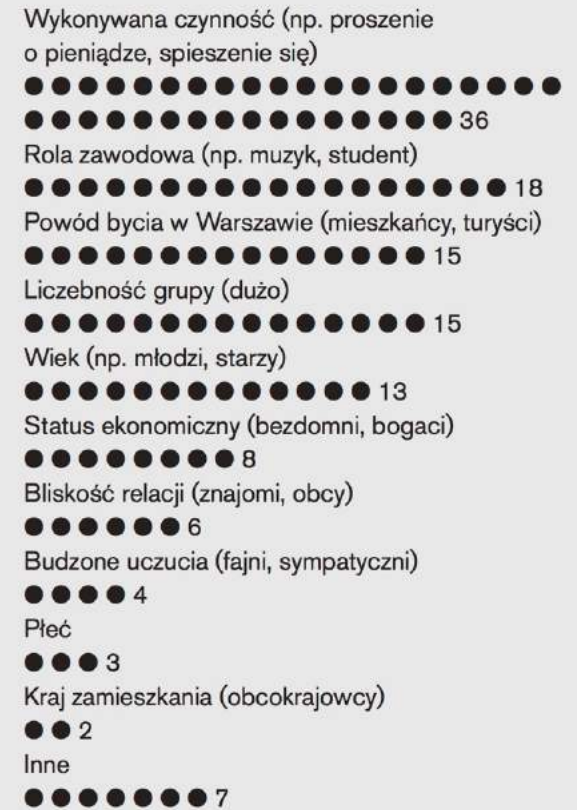 Wykonywana czynność (np. proszenie
o pieniądze, spieszenie się)
36
Rola zawodowa (np. muzyk, student)
18
Powód bycia w Warszawie (mieszkańcy, turyści)
15
Liczebność grupy (dużo)
15
Wiek (np. młodzi, starzy)
13
Status ekonomiczny (bezdomni, bogaci)
8
Bliskość relacji (znajomi, obcy)
6
Budzone uczucia (fajni, sympatyczni)
4
Płeć
3
Kraj zamieszkania (obcokrajowcy)
2
Inne
7